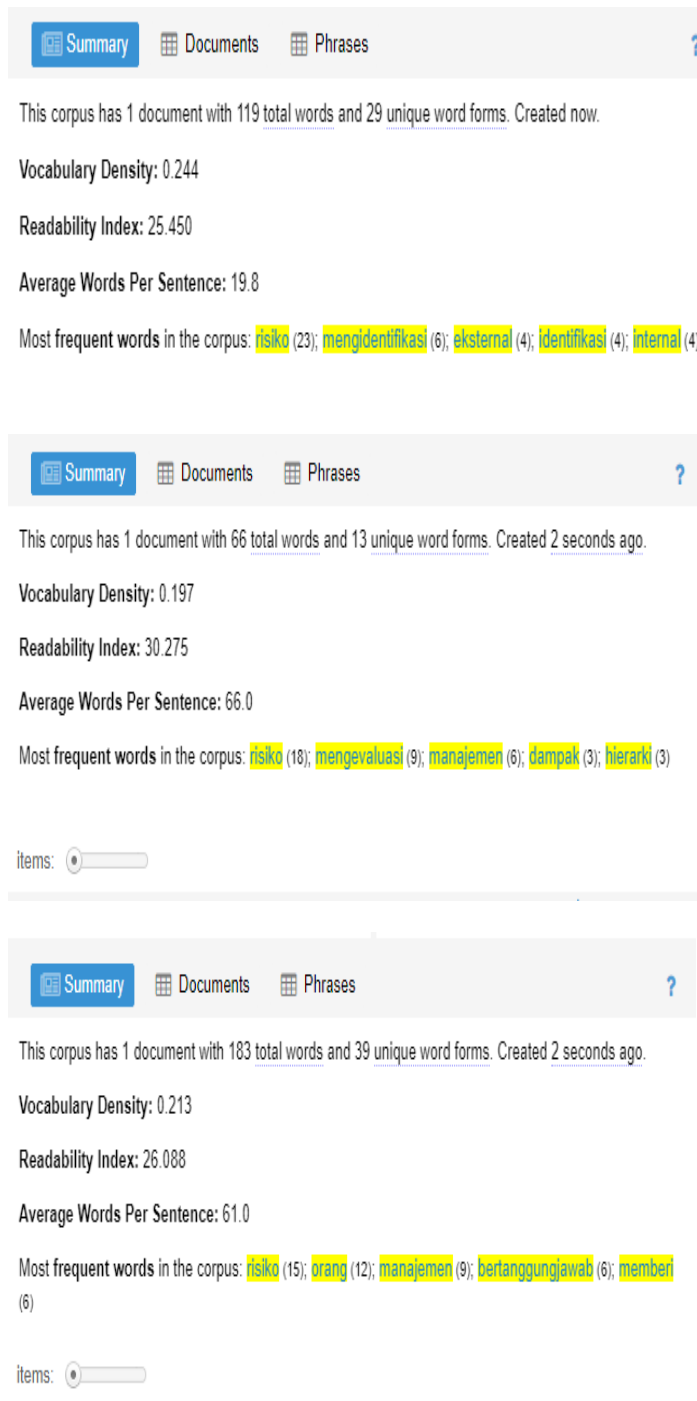 Summary Documents Phrases ?
This corpus has 1 document with 119 total words and 29 unique word forms. Created now.
Vocabulary Density: 0.244
Readability Index: 25.450
Average Words Per Sentence: 19.8
Most frequent words in the corpus: risiko (23); mengidentifikasi (6); eksternal (4); identifikasi (4); internal (4)
Summary Documents Phrases ?
This corpus has 1 document with 66 total words and 13 unique word forms. Created 2 seconds ago.
Vocabulary Density: 0.197
Readability Index: 30.275
Average Words Per Sentence: 66.0
Most frequent words in the corpus: risiko (18); mengevaluasi (9); manajemen (6); dampak (3); hierarki (3)
items:
Summary Documents Phrases ?
This corpus has 1 document with 183 total words and 39 unique word forms. Created 2 seconds ago.
Vocabulary Density: 0.213
Readability Index: 26.088
Average Words Per Sentence: 61.0
Most frequent words in the corpus: risiko (15); orang (12); manajemen (9); bertanggungjawab (6); memberi
(6)
items: